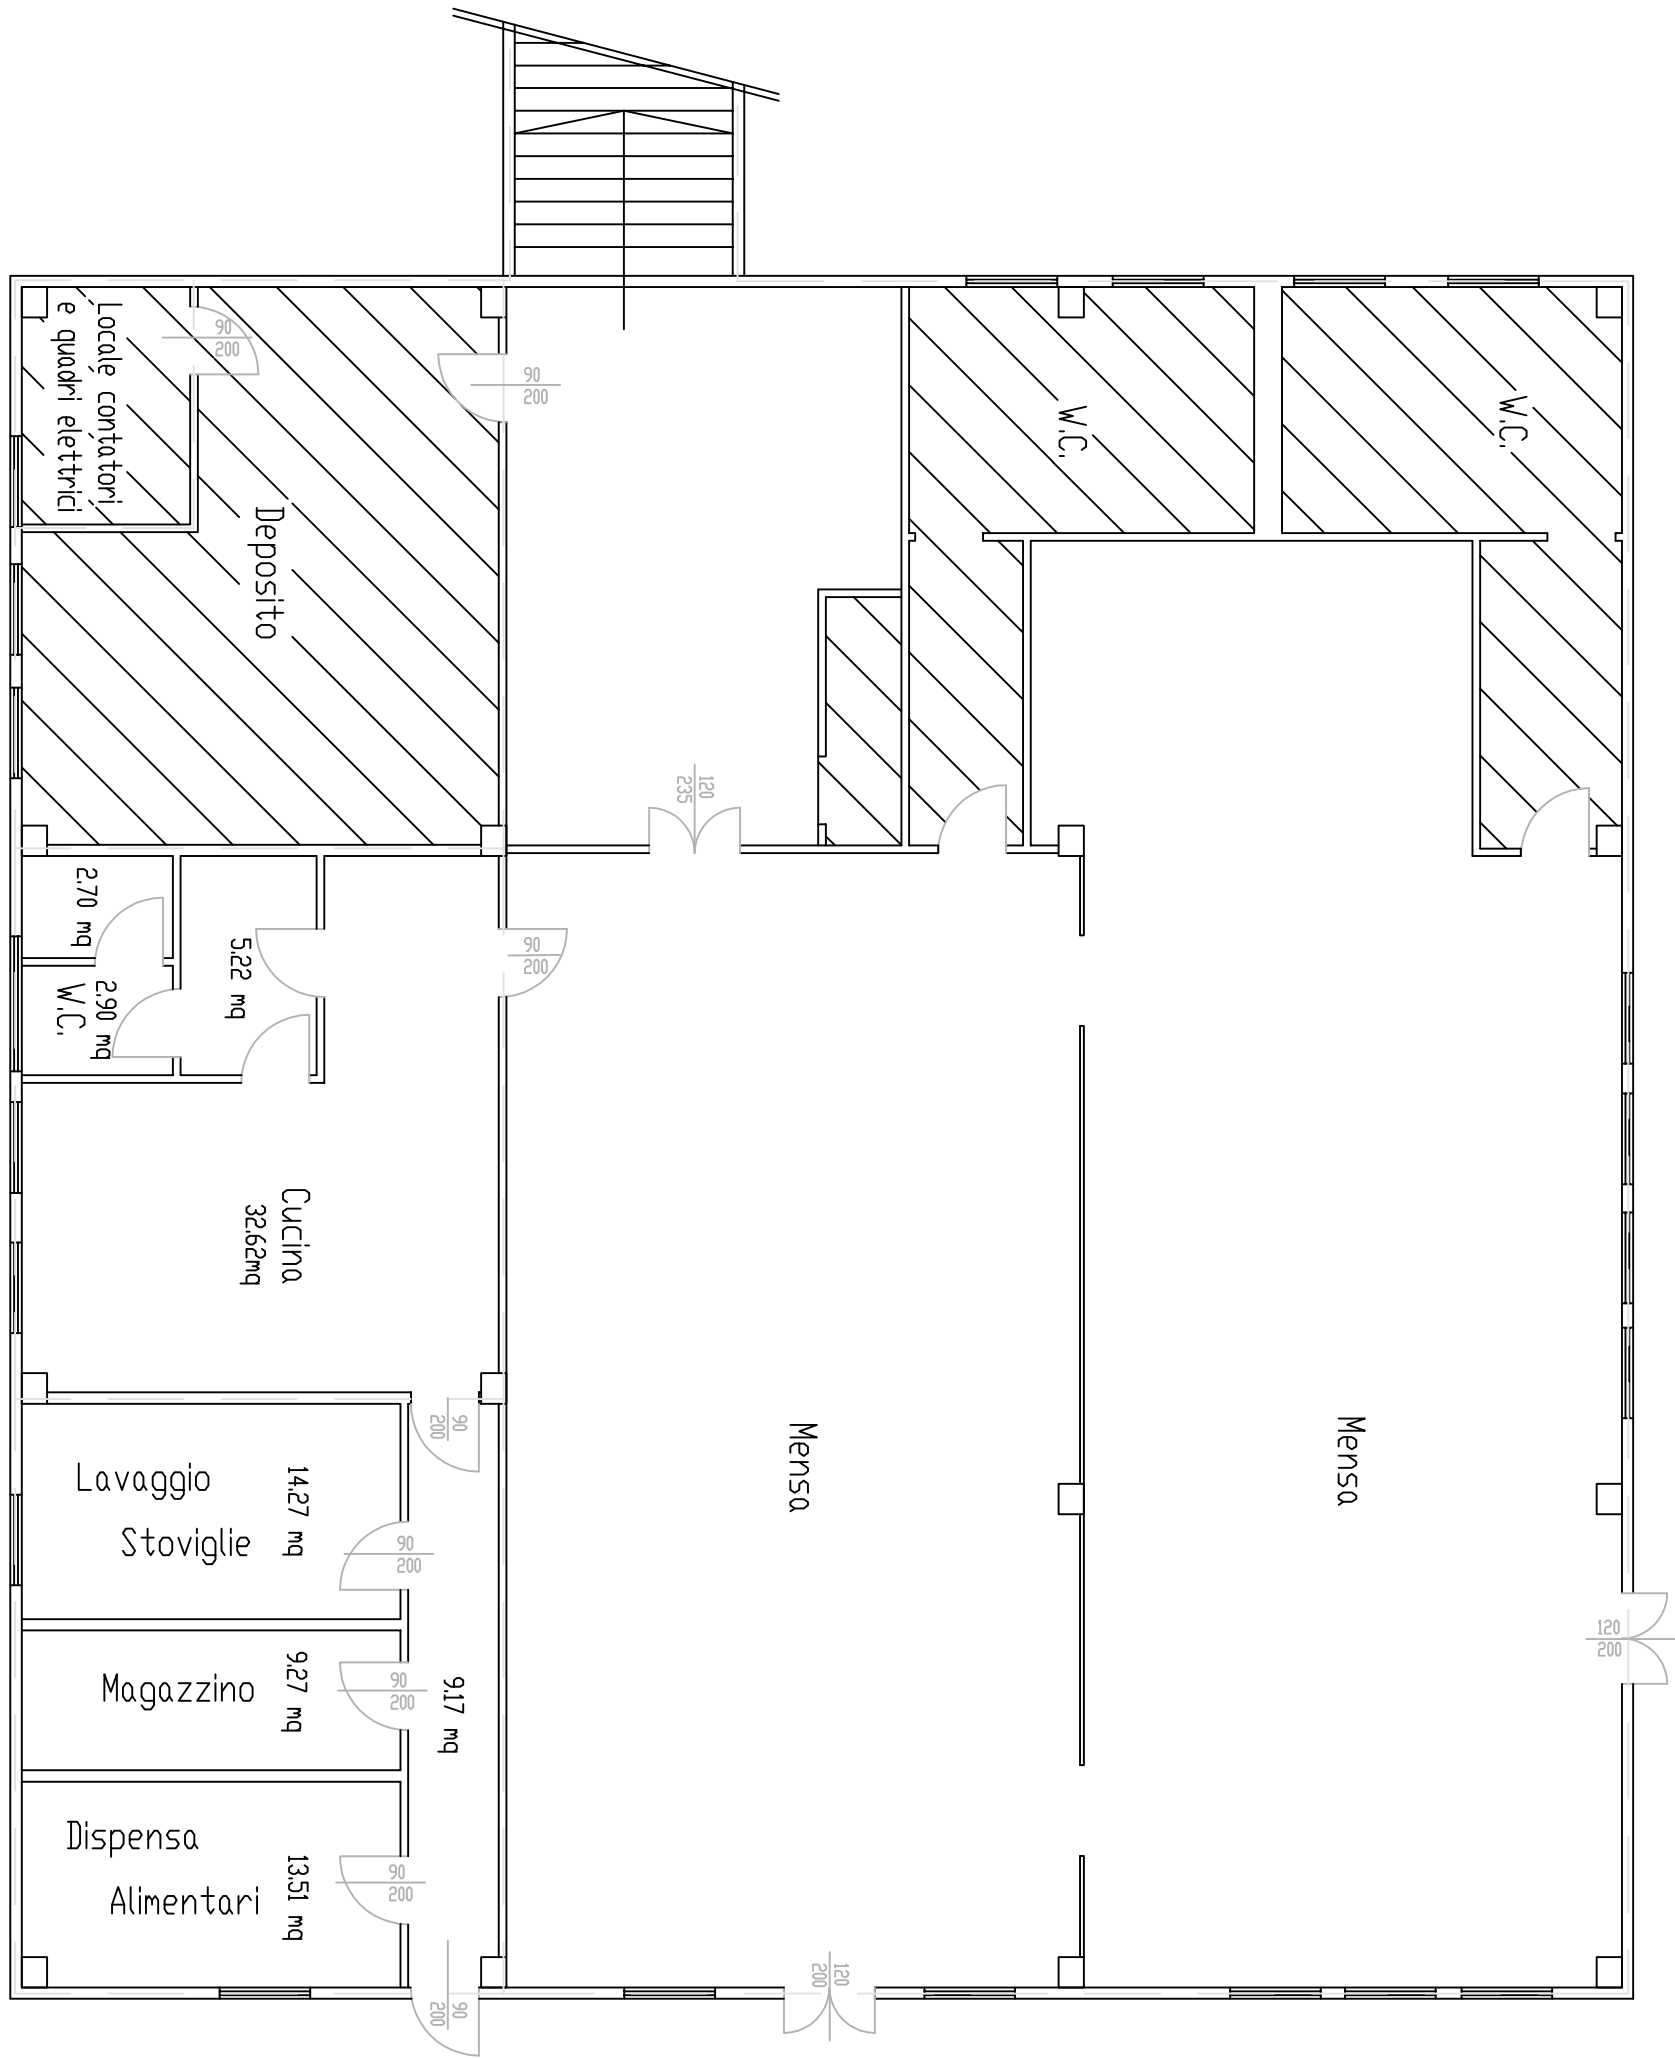 Locale contatori
e quadri elettrici
90
200
90
200
W.C.
W.C.
Deposito
120
235
2,70 mq
5,22 mq
90
200
2,90 mq
W.C.
Cucina
32,62mq
90
200
Mensa
Mensa
Lavaggio
Stoviglie
14,27 mq
90
200
120
200
Magazzino
9,27 mq
90
200
9,17 mq
Dispensa
Alimentari
13,51 mq
90
200
120
200
90
200